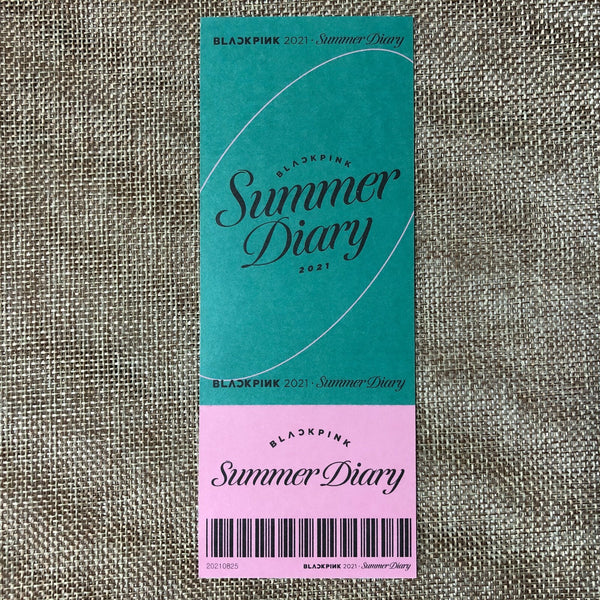 BLACKPINK 2021 · Summer Diary
BLACKPINK
Summer
Diary
2021
BLACKPINK 2021 · Summer Diary
BLACKPINK
Summer Diary
20210825 BLACKPINK 2021 · Summer Diary